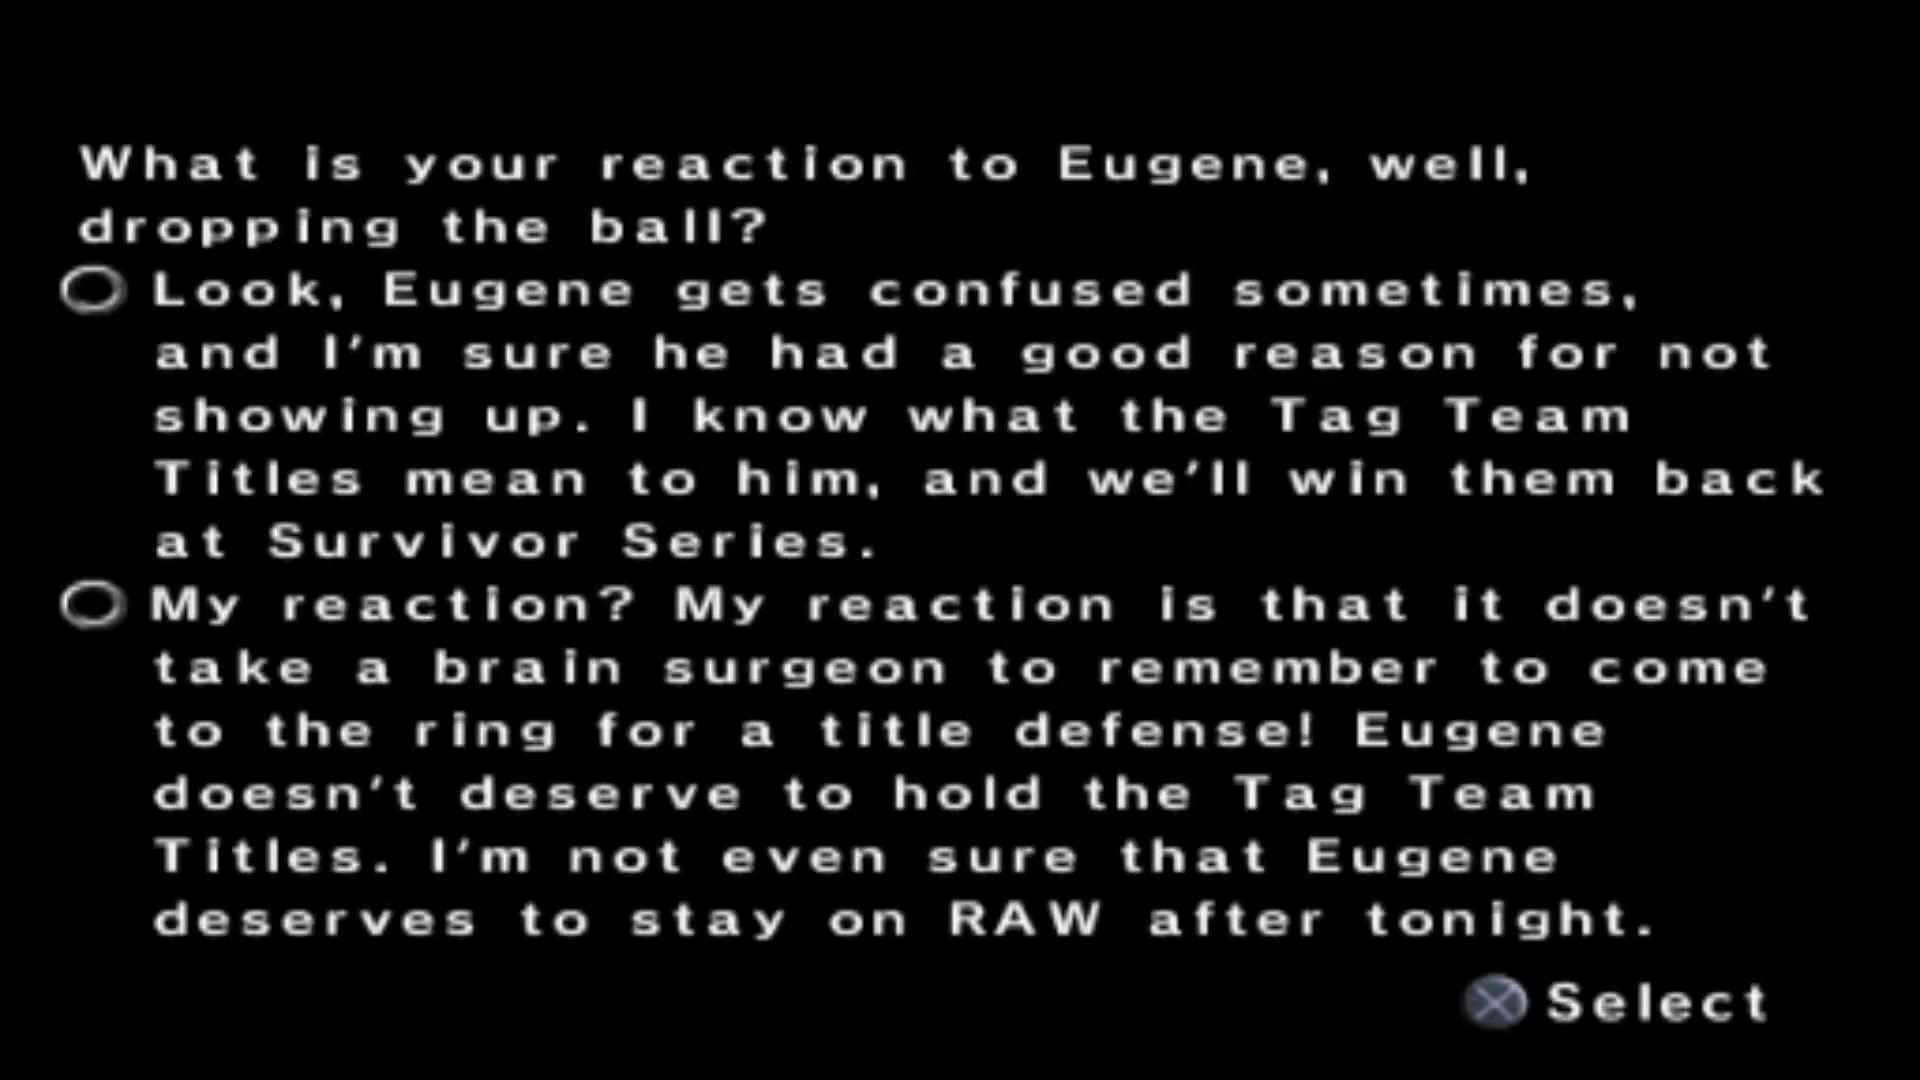 What is your reaction to Eugene, well,
dropping the ball?
Look, Eugene gets confused sometimes,
and I'm sure he had a good reason for not
showing up. I know what the Tag Team
Titles mean to him, and we'll win them back
at Survivor Series.
My reaction? My reaction is that it doesn't
take a brain surgeon to remember to come
to the ring for a title defense! Eugene
doesn't deserve to hold the Tag Team
Titles. I'm not even sure that Eugene
deserves to stay on RAW after tonight.
Select